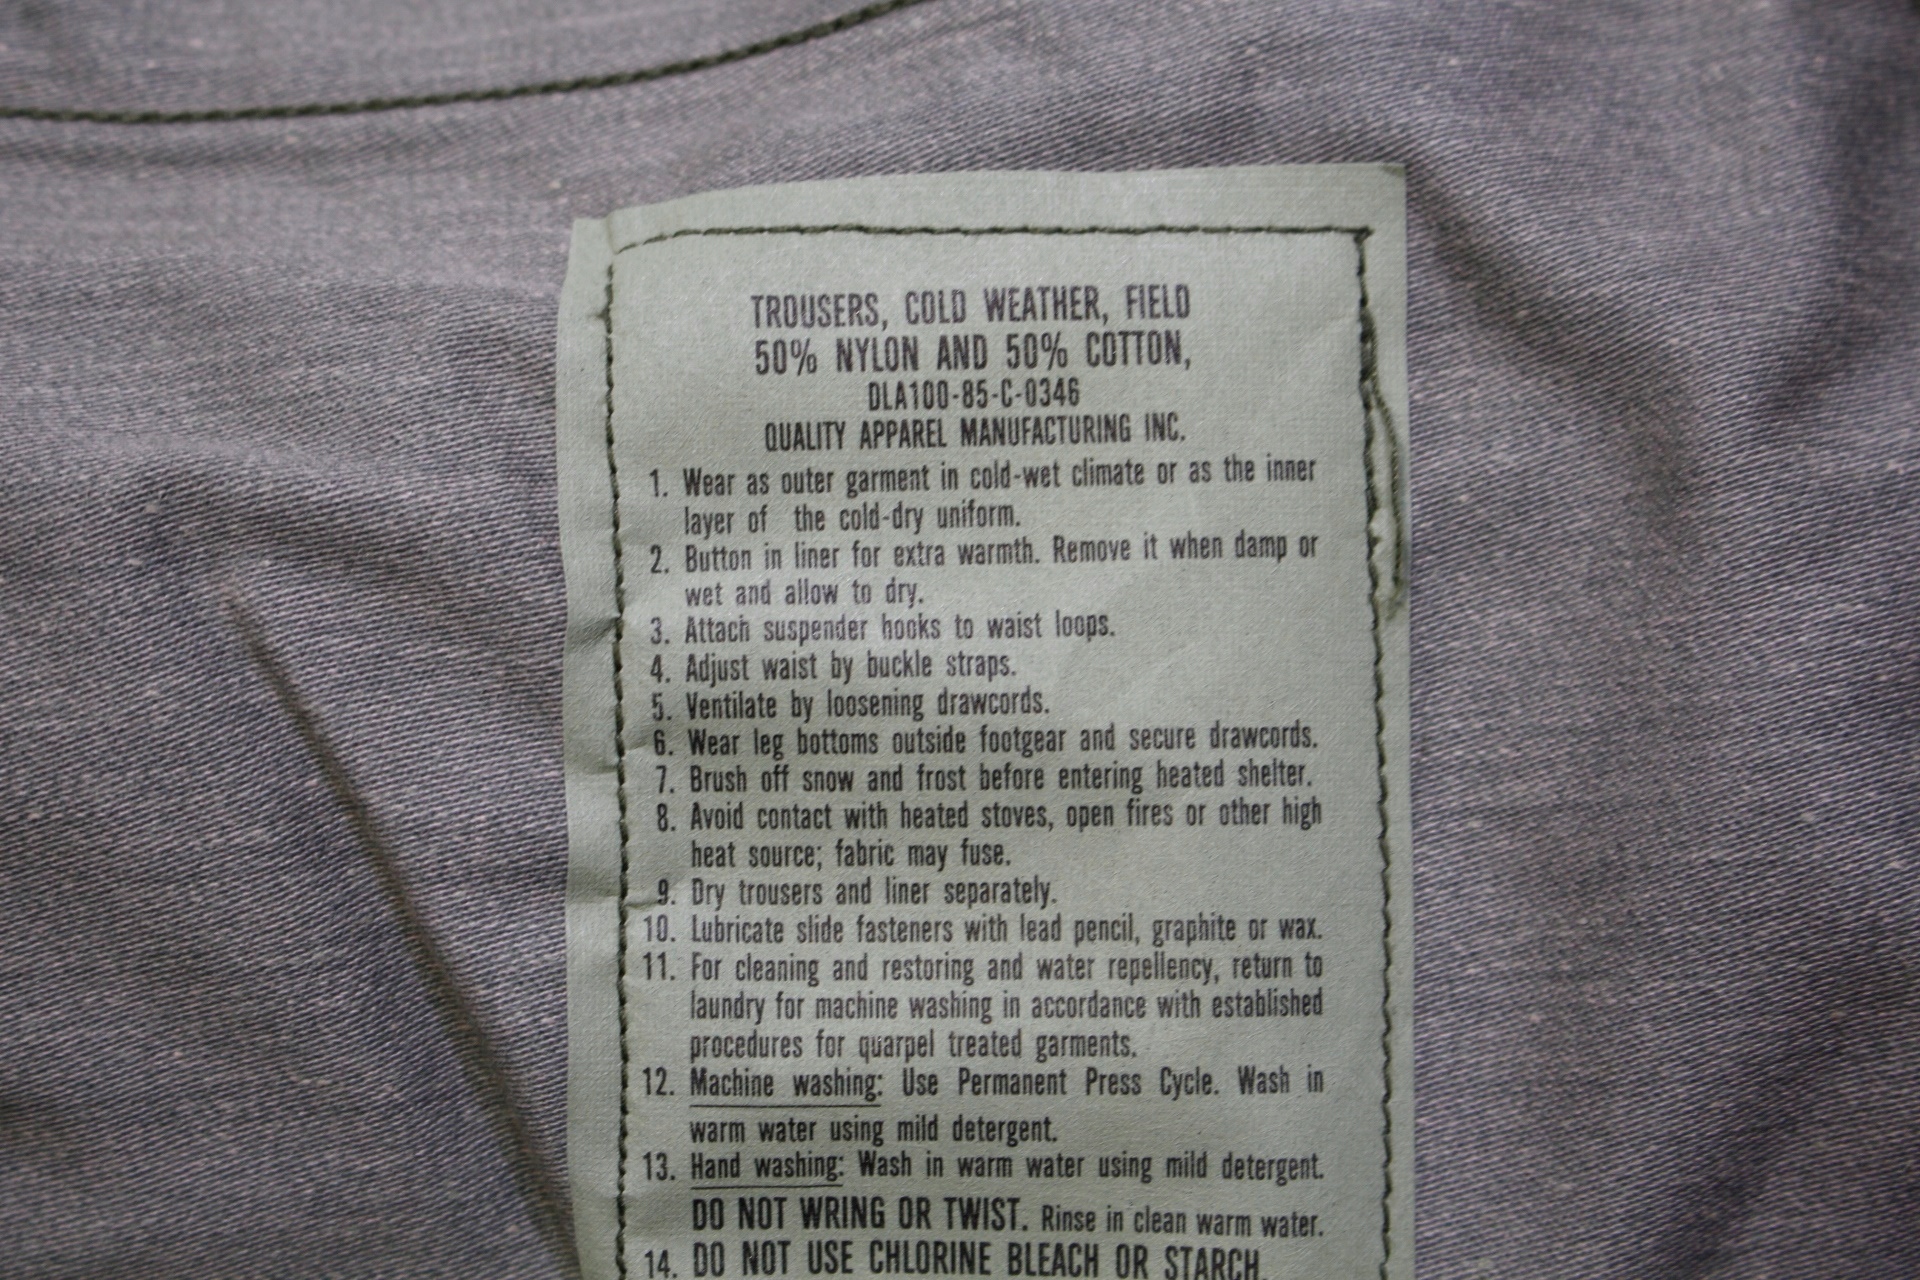 TROUSERS, COLD WEATHER, FIELD
50% NYLON AND 50% COTTON,
DLA100-85-C-0346
QUALITY APPAREL MANUFACTURING INC.
1. Wear as outer garment in cold-wet climate or as the inner
layer of the cold-dry uniform.
2. Button in liner for extra warmth. Remove it when damp or
wet and allow to dry.
3. Attach suspender hooks to waist loops.
4. Adjust waist by buckle straps.
5. Ventilate by loosening drawcords.
6. Wear leg bottoms outside footgear and secure drawcords.
7. Brush off snow and frost before entering heated shelter.
8. Avoid contact with heated stoves, open fires or other high
heat source; fabric may fuse.
9. Dry trousers and liner separately.
10. Lubricate slide fasteners with lead pencil, graphite or wax.
11. For cleaning and restoring and water repellency, return to
laundry for machine washing in accordance with established
procedures for quarpel treated garments.
12. Machine washing: Use Permanent Press Cycle. Wash in
warm water using mild detergent.
13. Hand washing: Wash in warm water using mild detergent.
DO NOT WRING OR TWIST. Rinse in clean warm water.
14. DO NOT USE CHLORINE BLEACH OR STARCH.